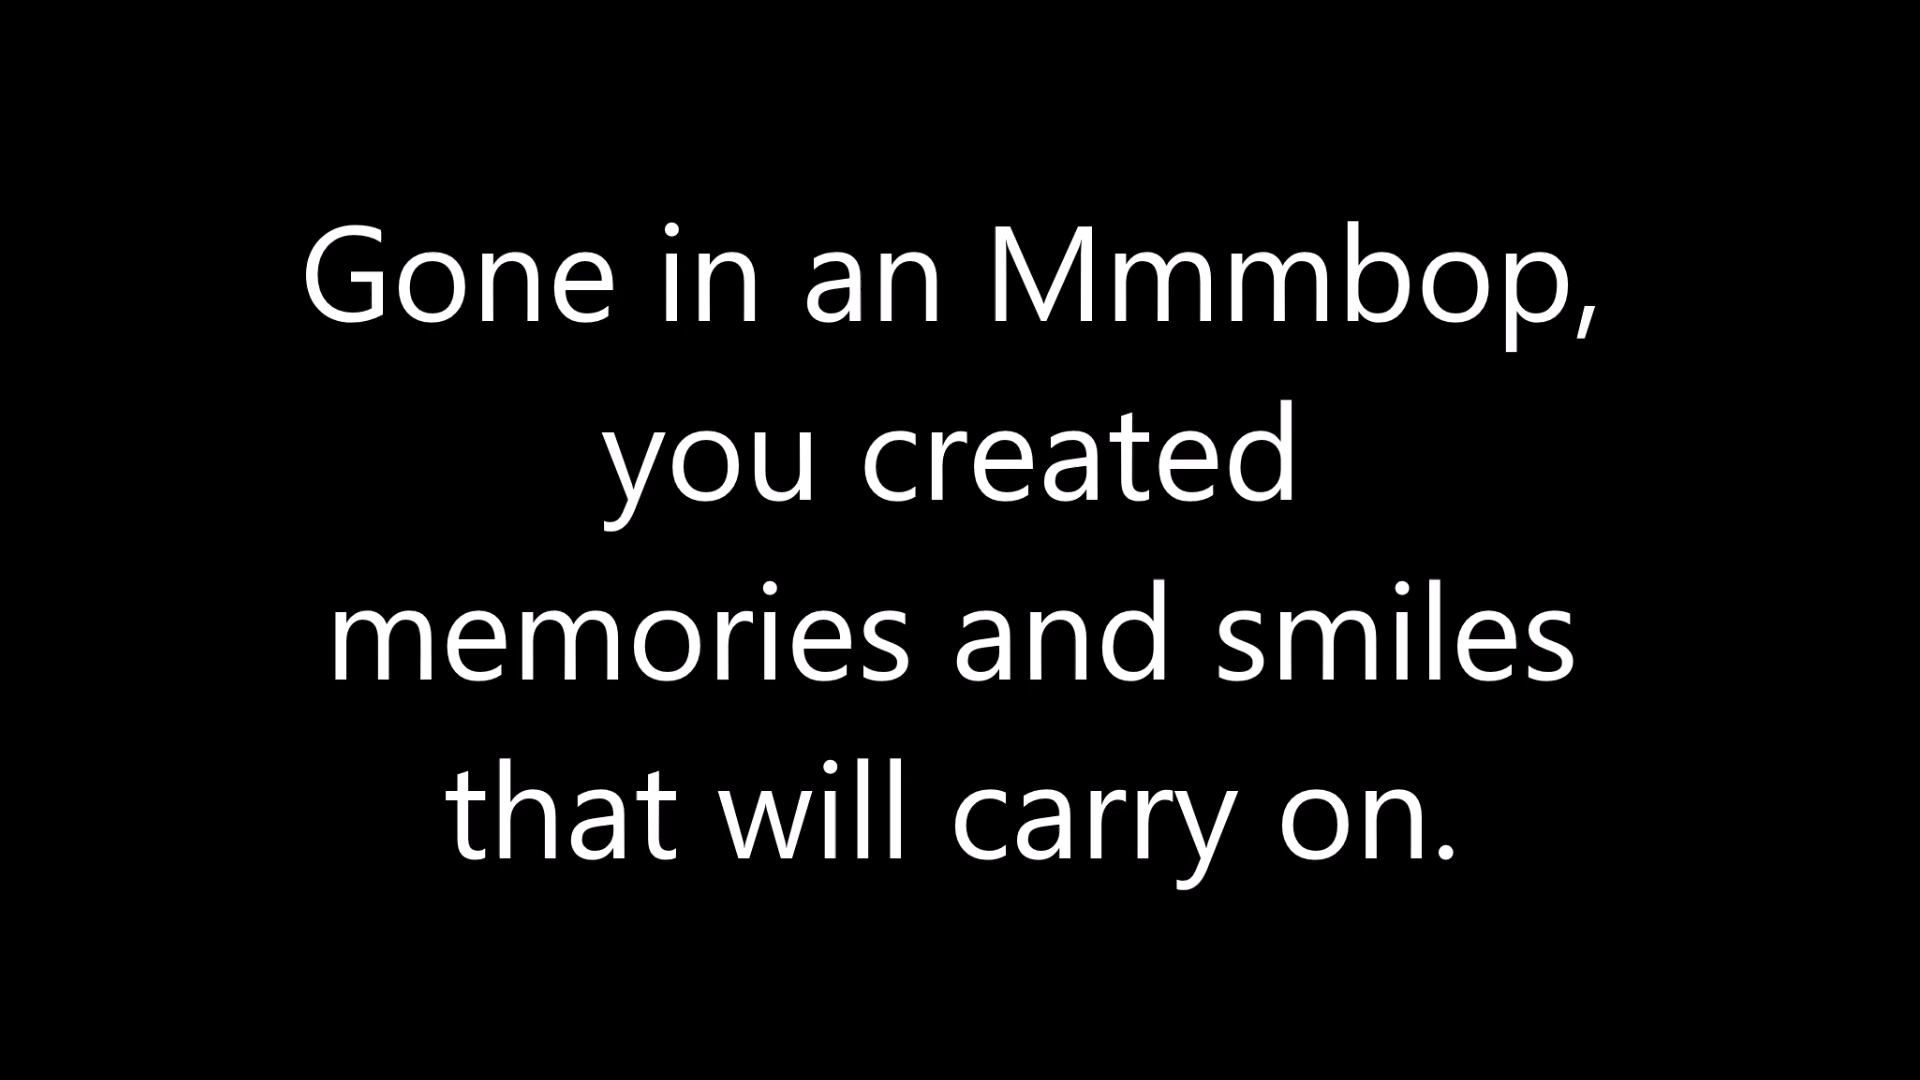 Gone in an Mmmbop,
you created
memories and smiles
that will carry on.